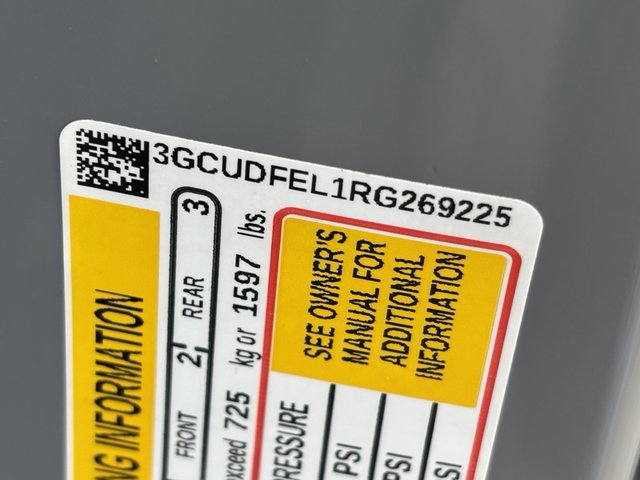 3GCUDFEL1RG269225
NG INFORMATION
FRONT 2; REAR 3
exceed 725 kg or 1597 lbs.
SEE OWNER'S
MANUAL FOR
ADDITIONAL
INFORMATION
PRESSURE
PSI
PSI